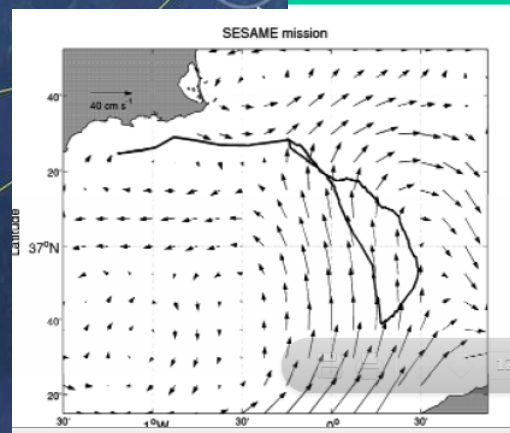 SESAME mission
40'
40 cm s⁻¹
20'
Latitude
37°N
40'
20'
30' 1°W 30' 0° 30'